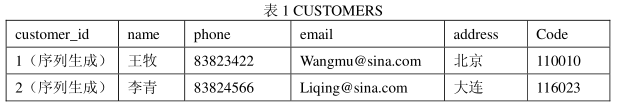 表 1 CUSTOMERS
customer_id name phone email address Code
1（序列生成） 王牧 83823422 Wangmu@sina.com 北京 110010
2（序列生成） 李青 83824566 Liqing@sina.com 大连 116023